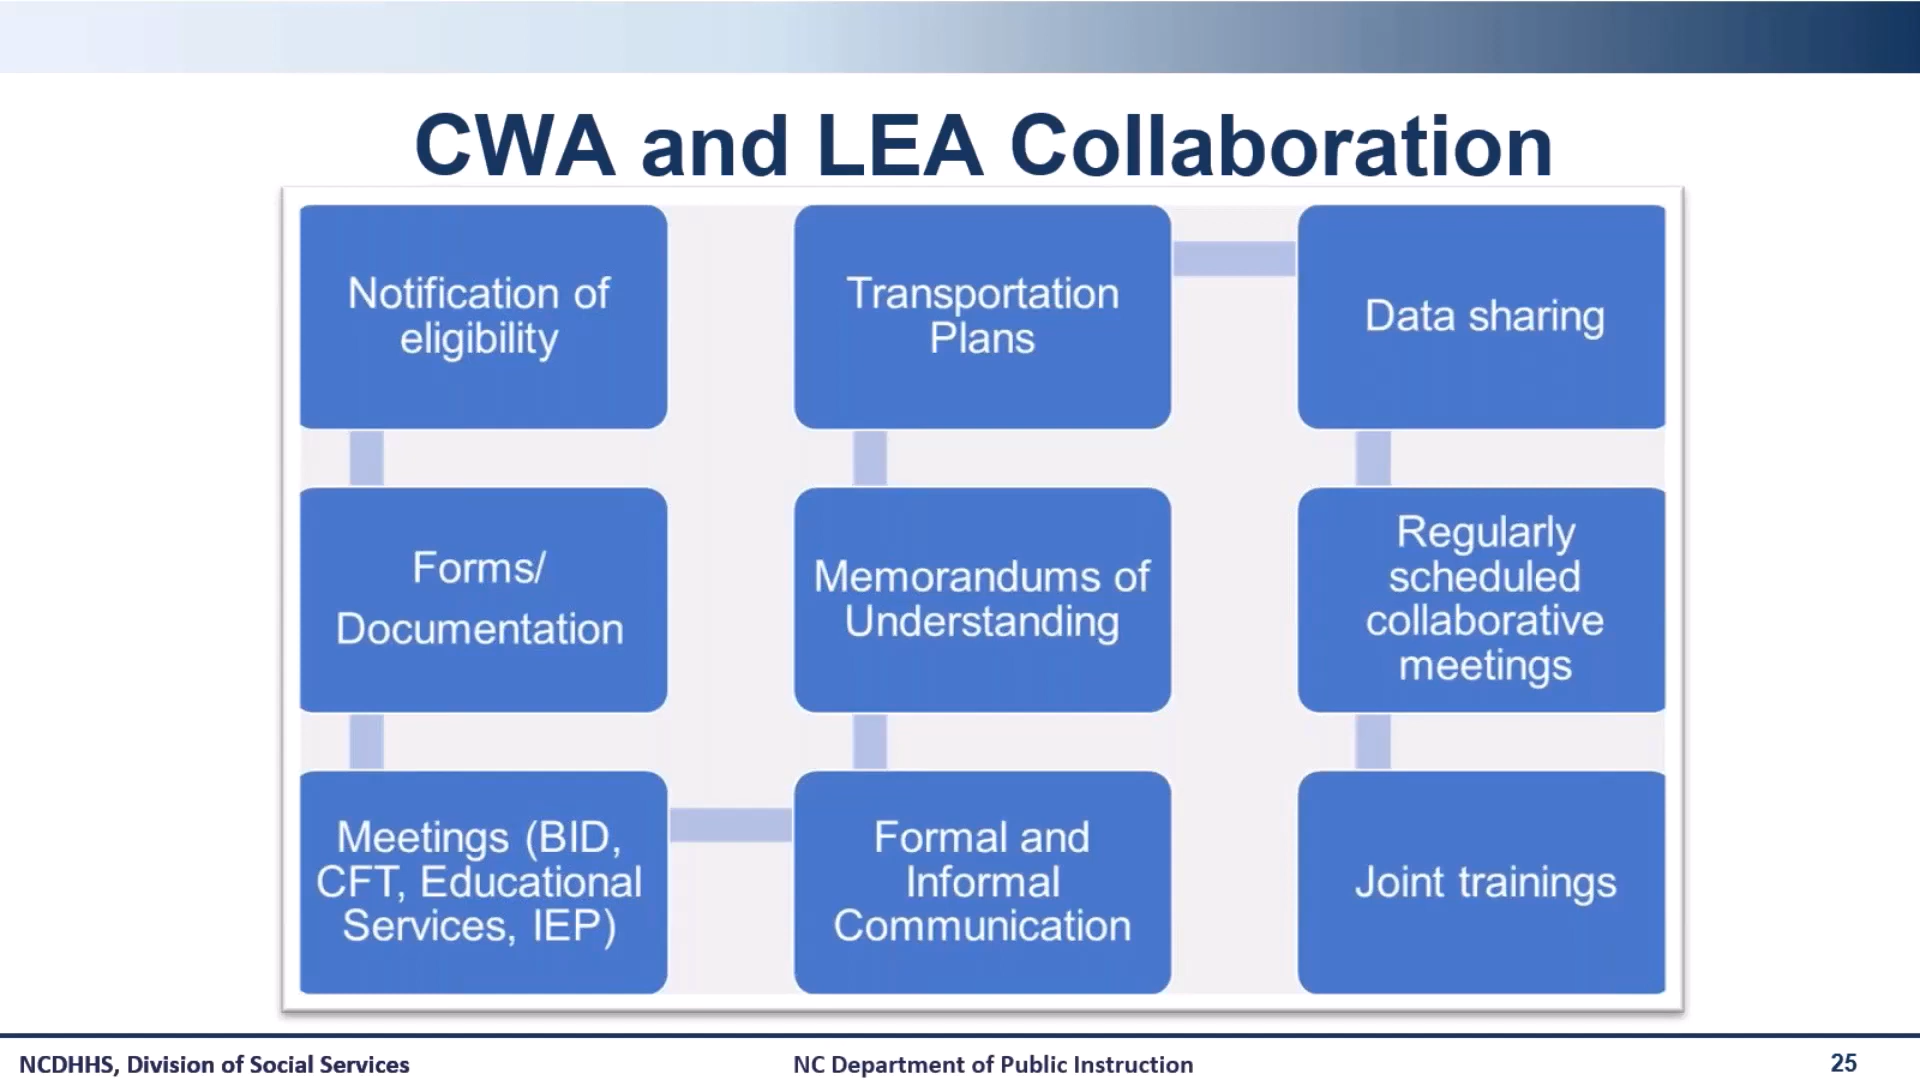 CWA and LEA Collaboration
Notification of
eligibility
Forms/
Documentation
Meetings (BID,
CFT, Educational
Services, IEP)
Formal and
Informal
Communication
Memorandums of
Understanding
Transportation
Plans
Data sharing
Regularly
scheduled
collaborative
meetings
Joint trainings
NCDHHS, Division of Social Services
NC Department of Public Instruction
25